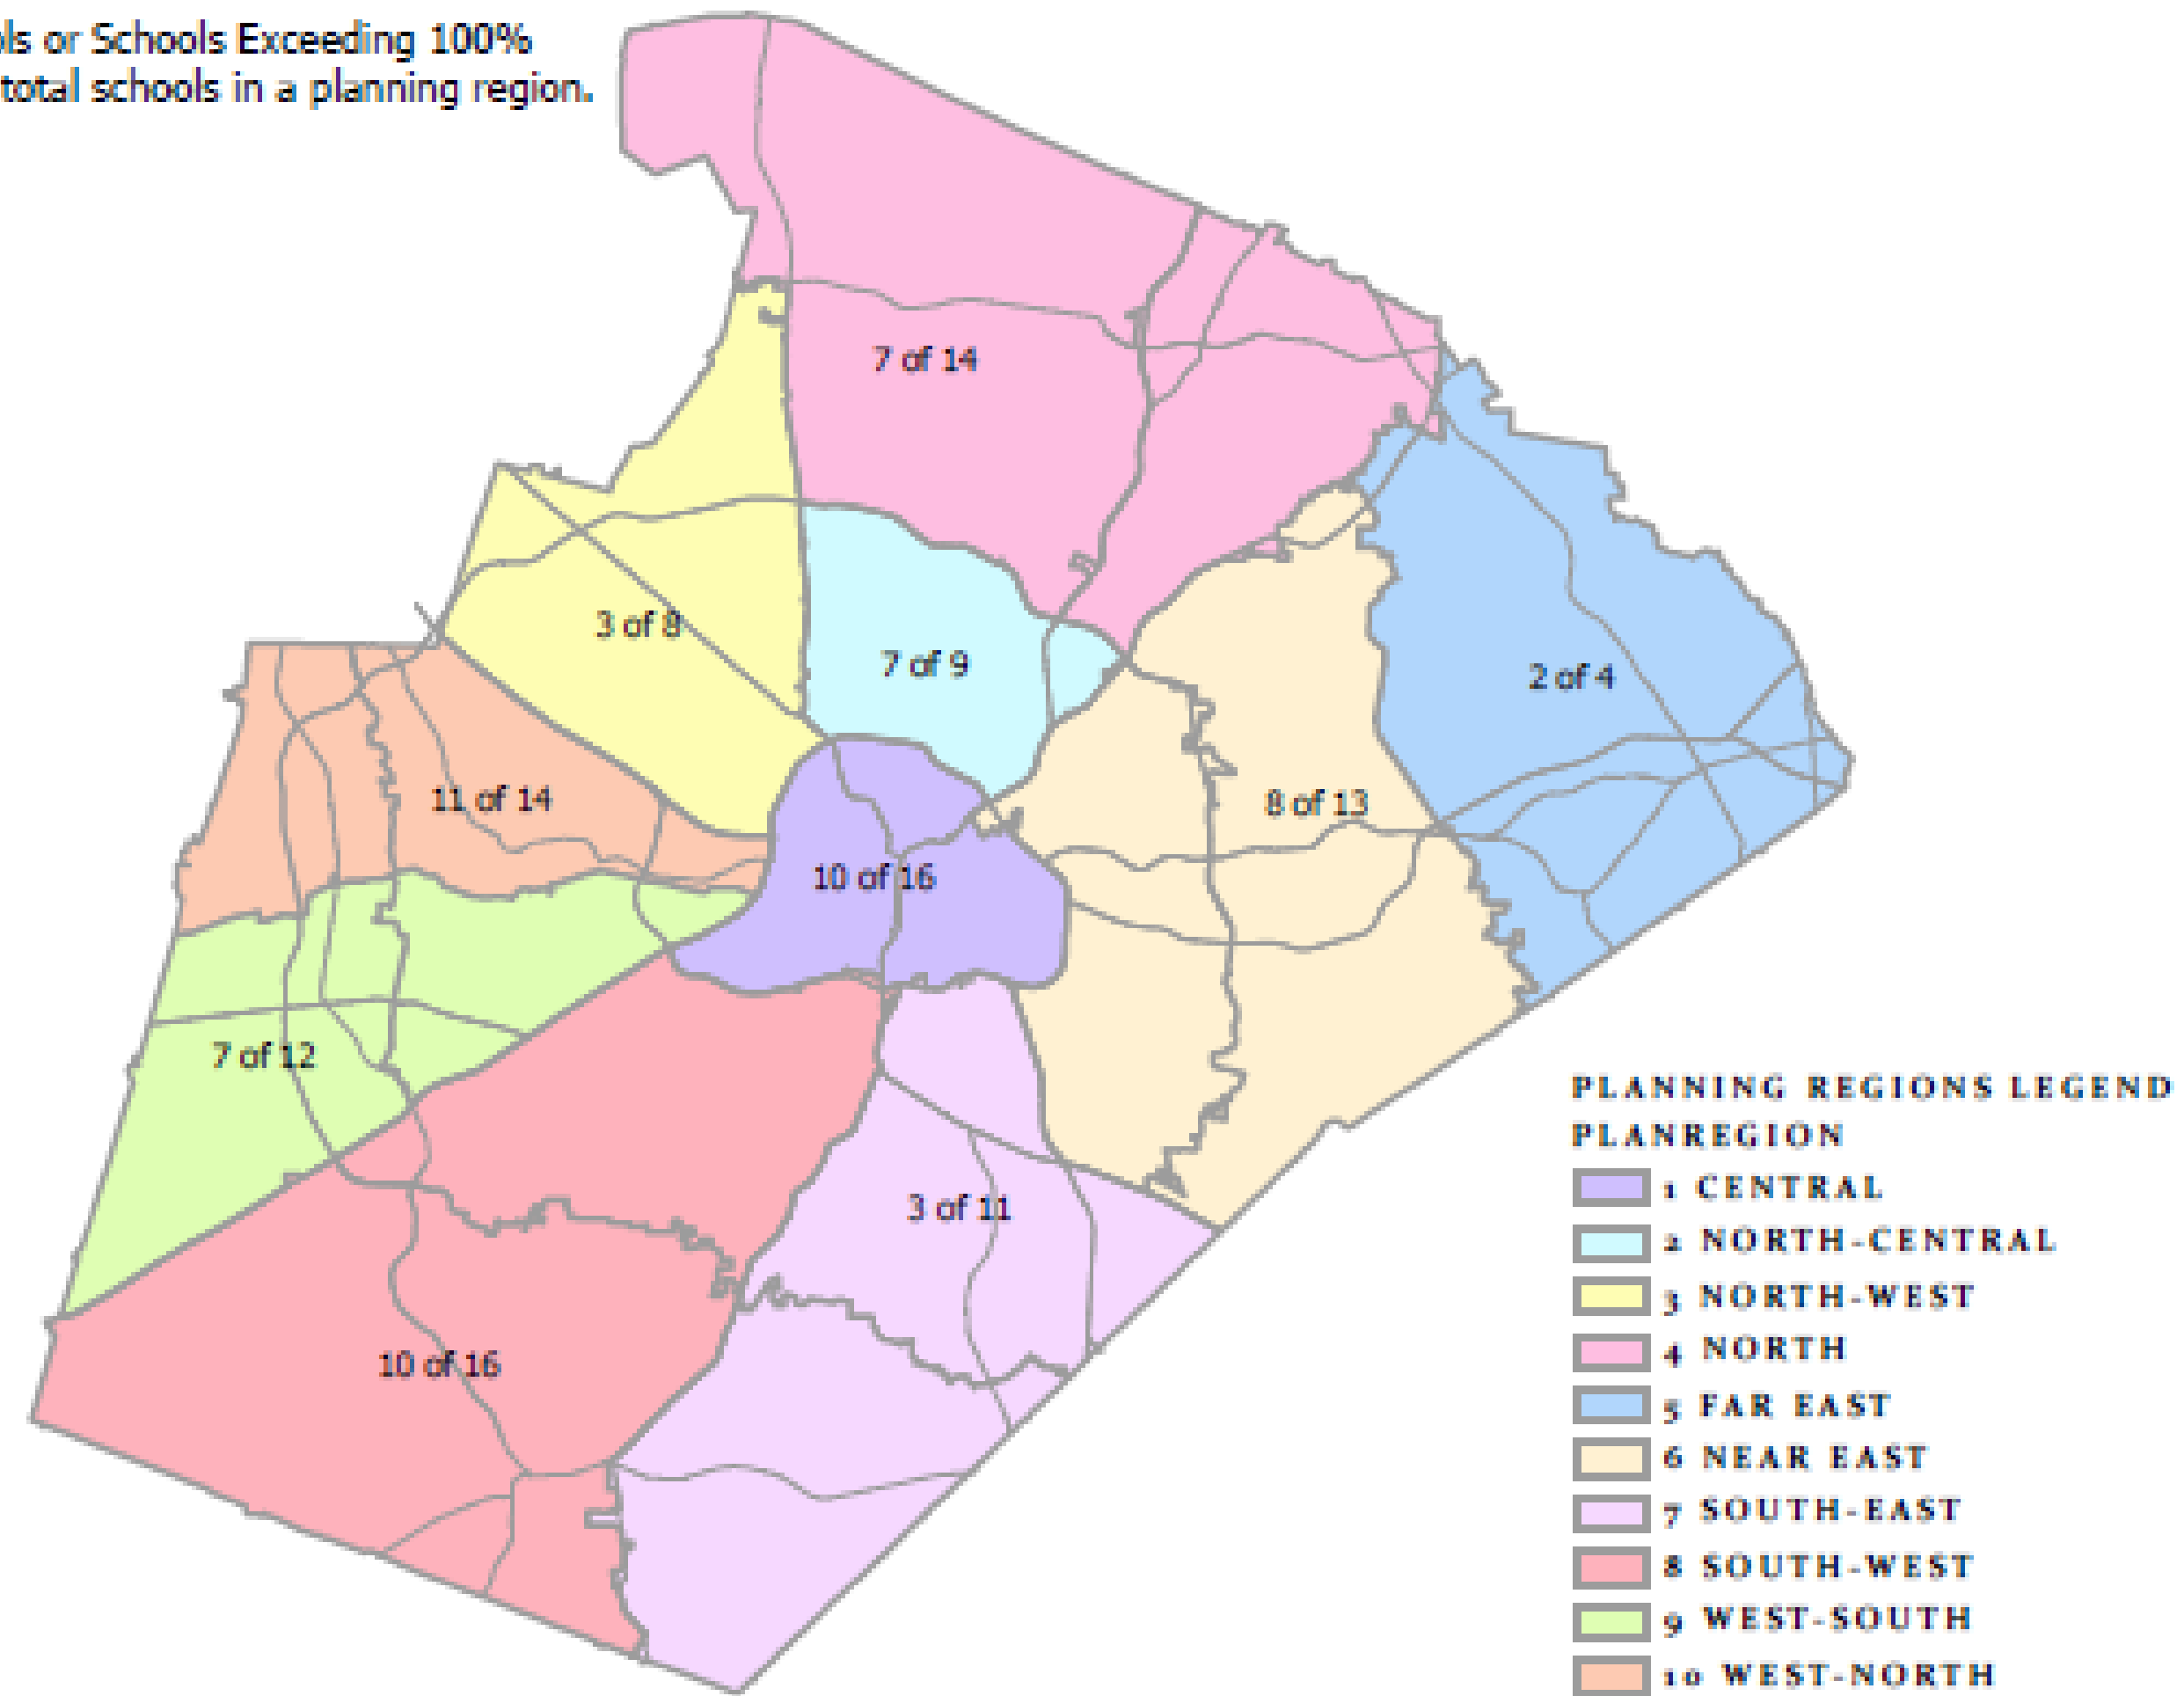 ols or Schools Exceeding 100%
total schools in a planning region.
7 of 14
3 of 8
7 of 9
2 of 4
11 of 14
8 of 13
10 of 16
7 of 12
3 of 11
10 of 16
PLANNING REGIONS LEGEND
PLANREGION
1 CENTRAL
2 NORTH-CENTRAL
3 NORTH-WEST
4 NORTH
5 FAR EAST
6 NEAR EAST
7 SOUTH-EAST
8 SOUTH-WEST
9 WEST-SOUTH
10 WEST-NORTH